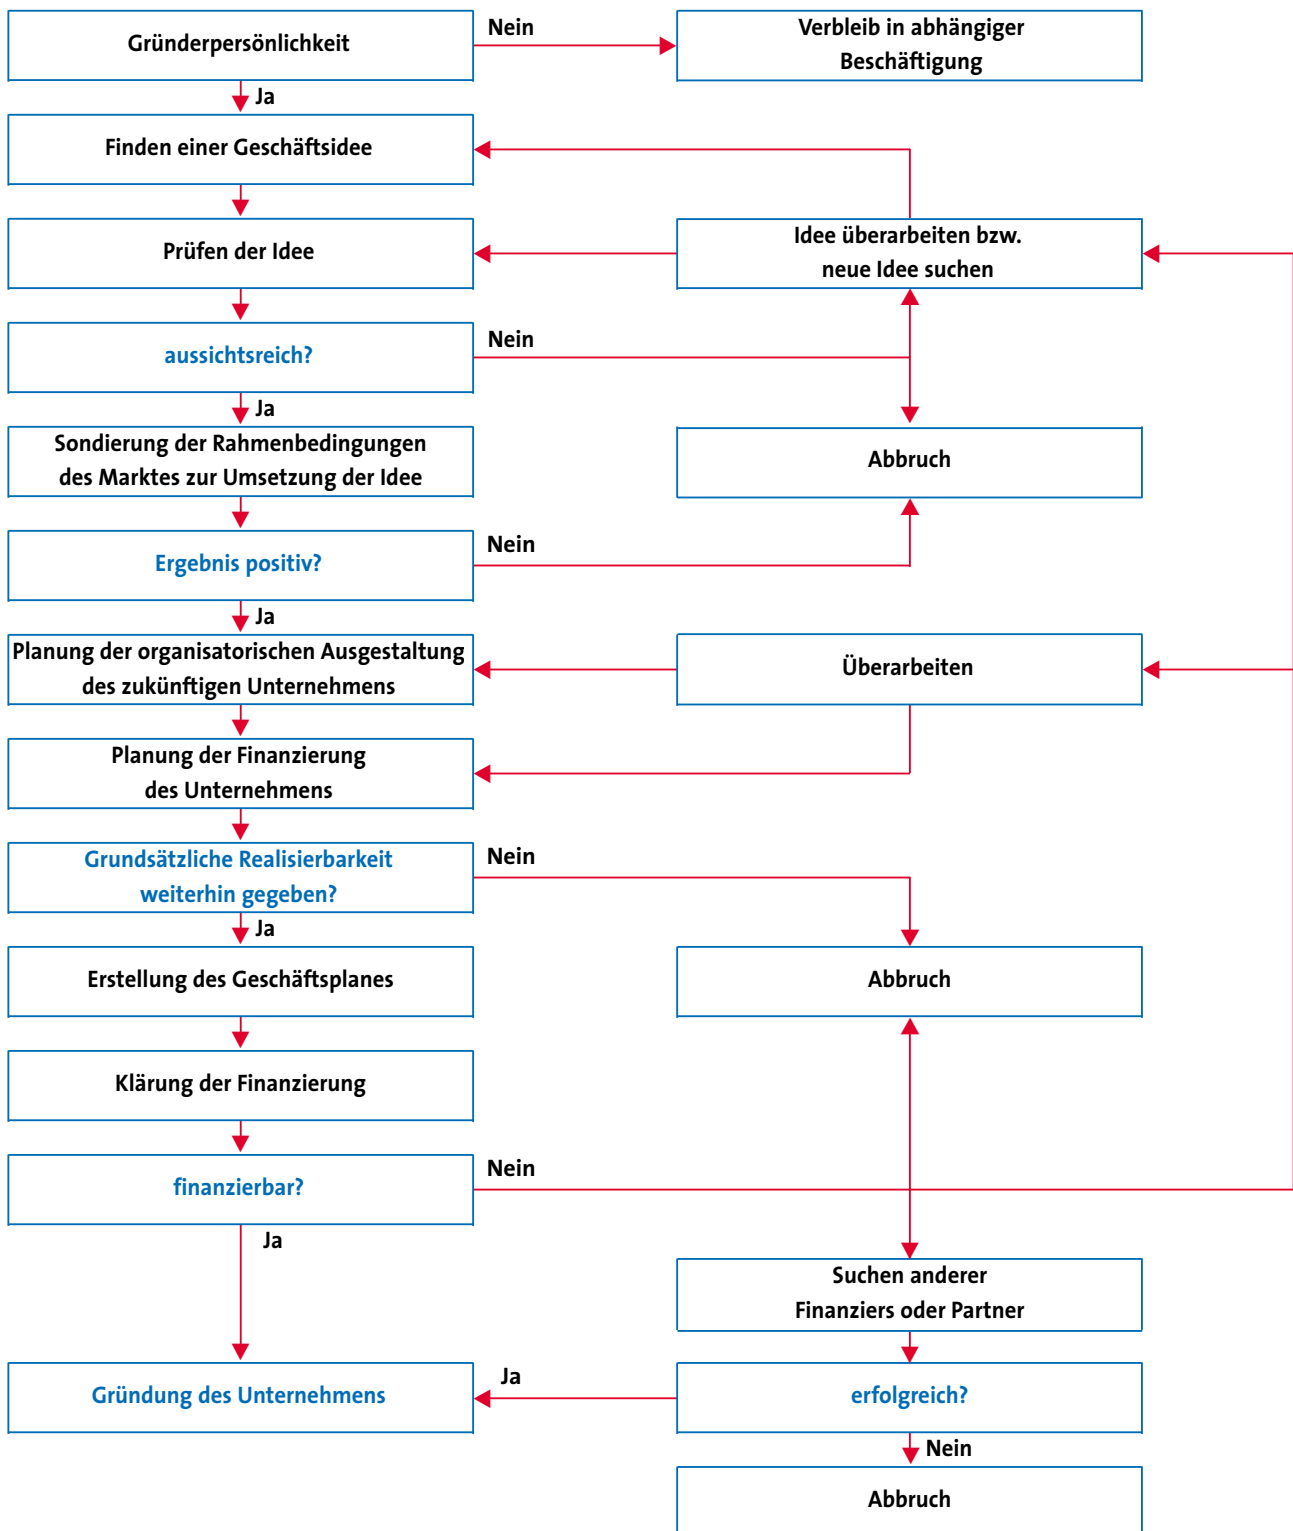 Gründerpersönlichkeit
Nein
Verbleib in abhängiger
Beschäftigung
Ja
Finden einer Geschäftsidee
Prüfen der Idee
Idee überarbeiten bzw.
neue Idee suchen
aussichtsreich?
Nein
Ja
Sondierung der Rahmenbedingungen
des Marktes zur Umsetzung der Idee
Abbruch
Ergebnis positiv?
Nein
Ja
Planung der organisatorischen Ausgestaltung
des zukünftigen Unternehmens
Überarbeiten
Planung der Finanzierung
des Unternehmens
Grundsätzliche Realisierbarkeit
weiterhin gegeben?
Nein
Ja
Erstellung des Geschäftsplanes
Abbruch
Klärung der Finanzierung
finanzierbar?
Nein
Ja
Suchen anderer
Finanziers oder Partner
Gründung des Unternehmens
Ja
erfolgreich?
Nein
Abbruch